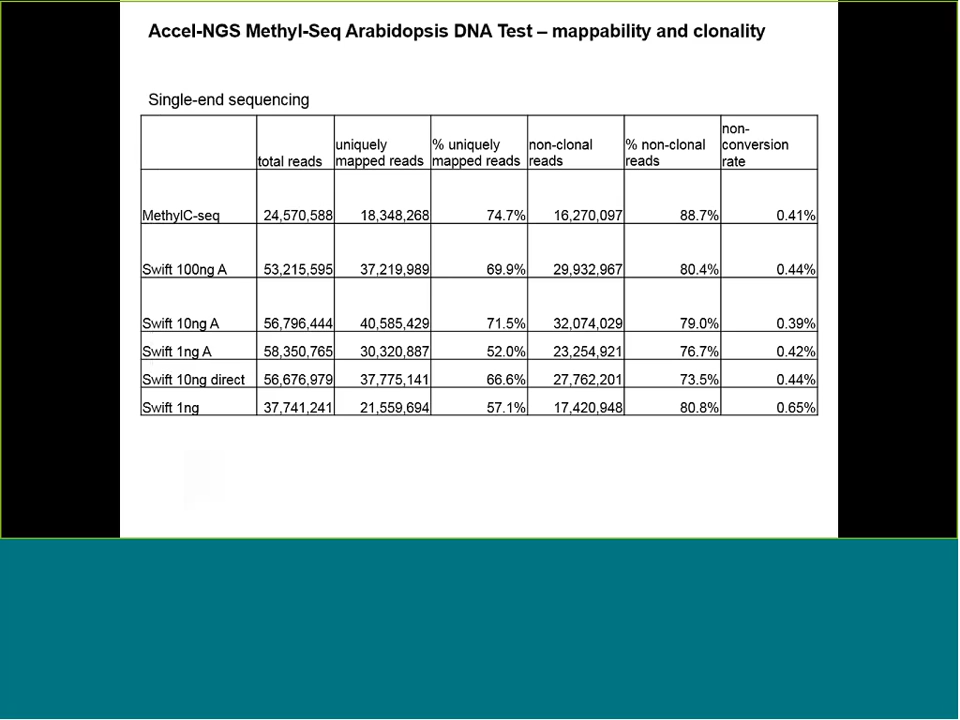 Accel-NGS Methyl-Seq Arabidopsis DNA Test – mappability and clonality
Single-end sequencing
total reads uniquely mapped reads % uniquely mapped reads non-clonal reads % non-clonal reads non-conversion rate
MethylC-seq 24,570,588 18,348,268 74.7% 16,270,097 88.7% 0.41%
Swift 100ng A 53,215,595 37,219,989 69.9% 29,932,967 80.4% 0.44%
Swift 10ng A 56,796,444 40,585,429 71.5% 32,074,029 79.0% 0.39%
Swift 1ng A 58,350,765 30,320,887 52.0% 23,254,921 76.7% 0.42%
Swift 10ng direct 56,676,979 37,775,141 66.6% 27,762,201 73.5% 0.44%
Swift 1ng 37,741,241 21,559,694 57.1% 17,420,948 80.8% 0.65%